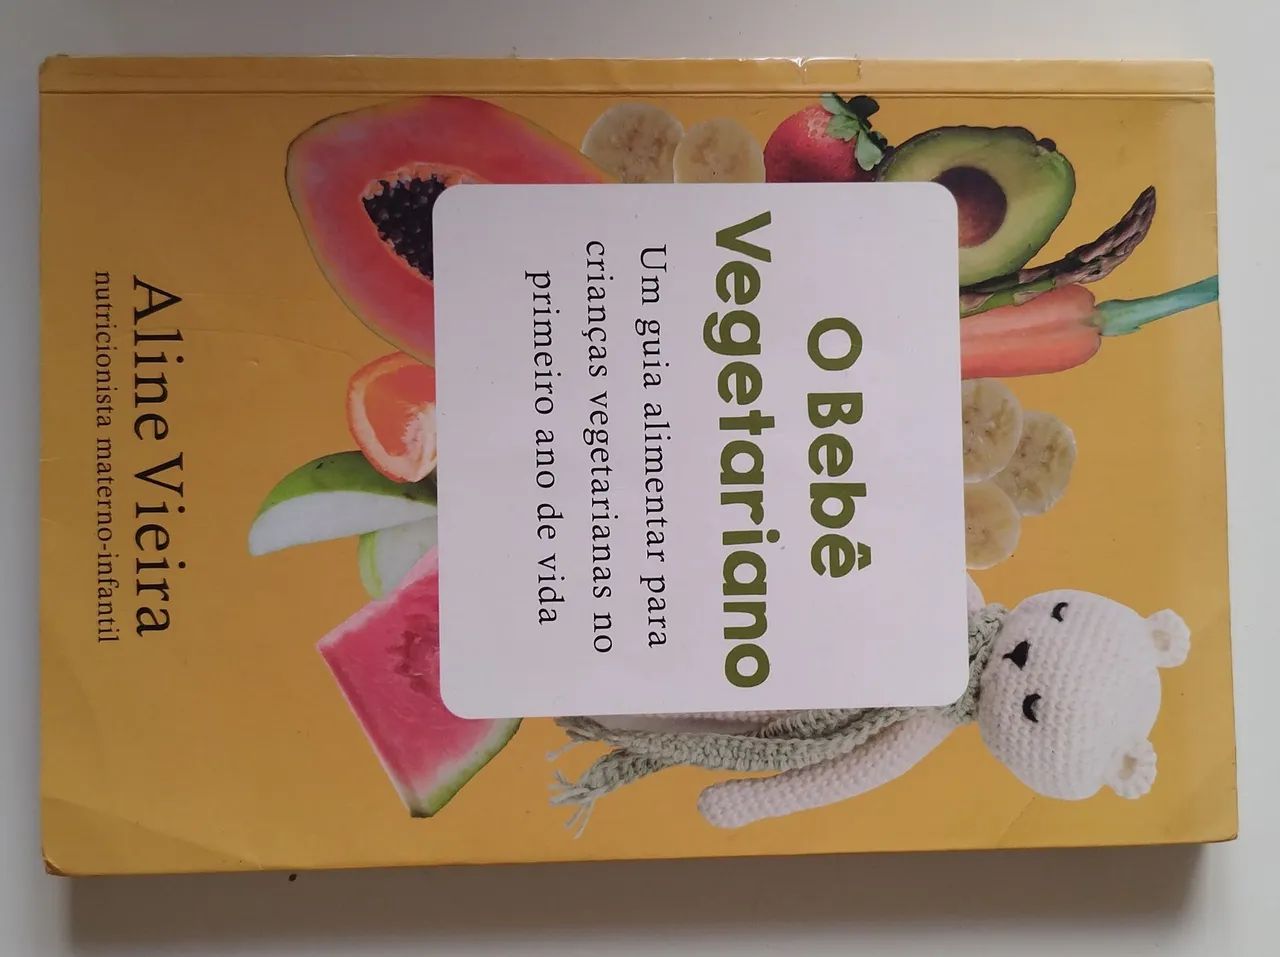 O Bebê
Vegetariano
Um guia alimentar para
crianças vegetarianas no
primeiro ano de vida
Aline Vieira
nutricionista materno-infantil